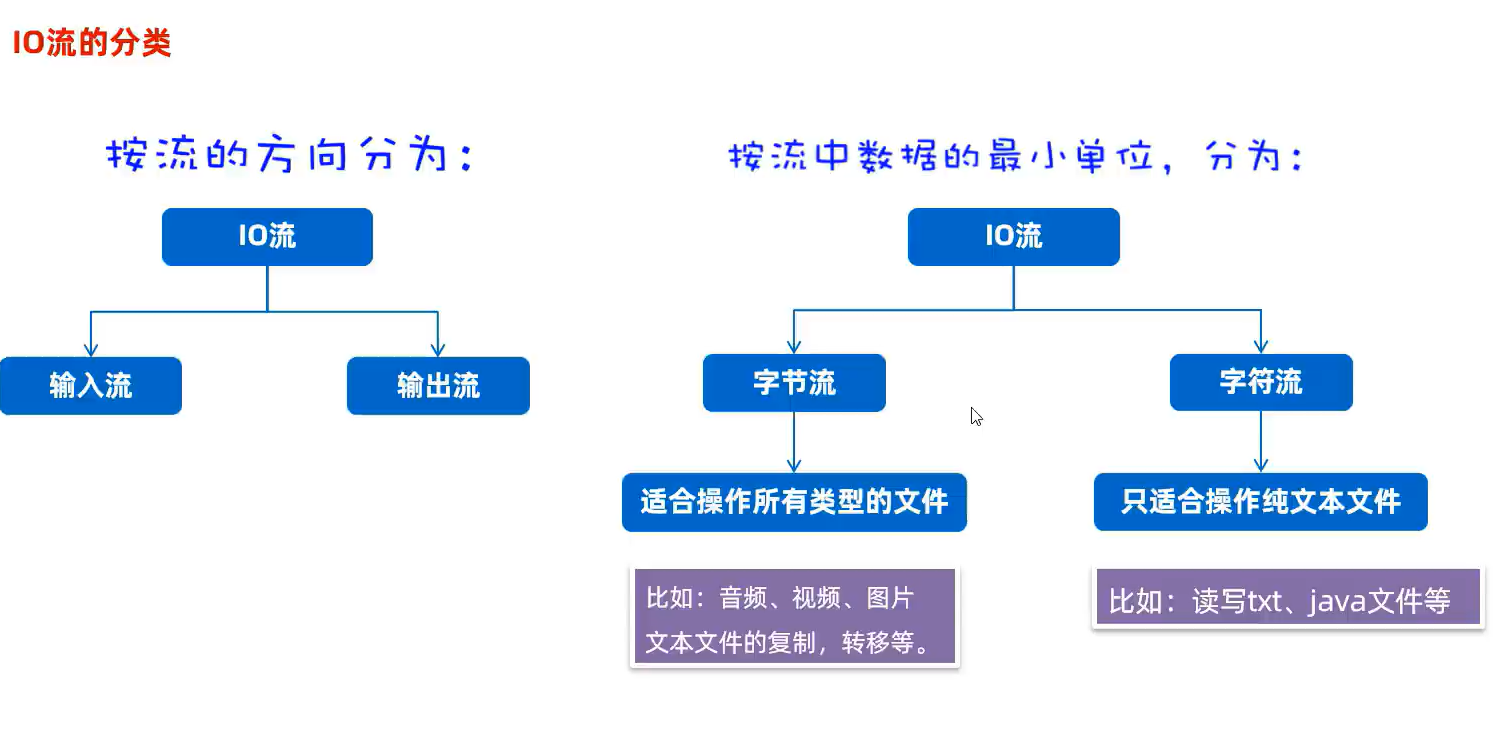 IO流的分类
按流的方向分为：
IO流
输入流
输出流
按流中数据的最小单位，分为：
IO流
字节流
字符流
适合操作所有类型的文件
只适合操作纯文本文件
比如：音频、视频、图片
文本文件的复制，转移等。
比如：读写txt、java文件等